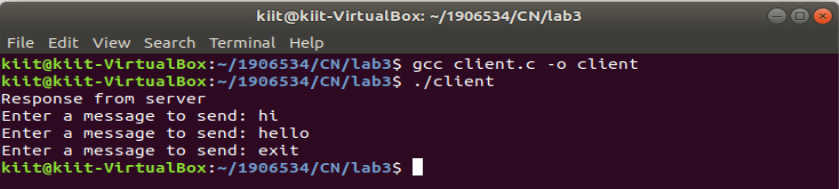 kiit@kiit-VirtualBox: ~/1906534/CN/lab3
File Edit View Search Terminal Help
kiit@kiit-VirtualBox:~/1906534/CN/lab3$ gcc client.c -o client
kiit@kiit-VirtualBox:~/1906534/CN/lab3$ ./client
Response from server
Enter a message to send: hi
Enter a message to send: hello
Enter a message to send: exit
kiit@kiit-VirtualBox:~/1906534/CN/lab3$